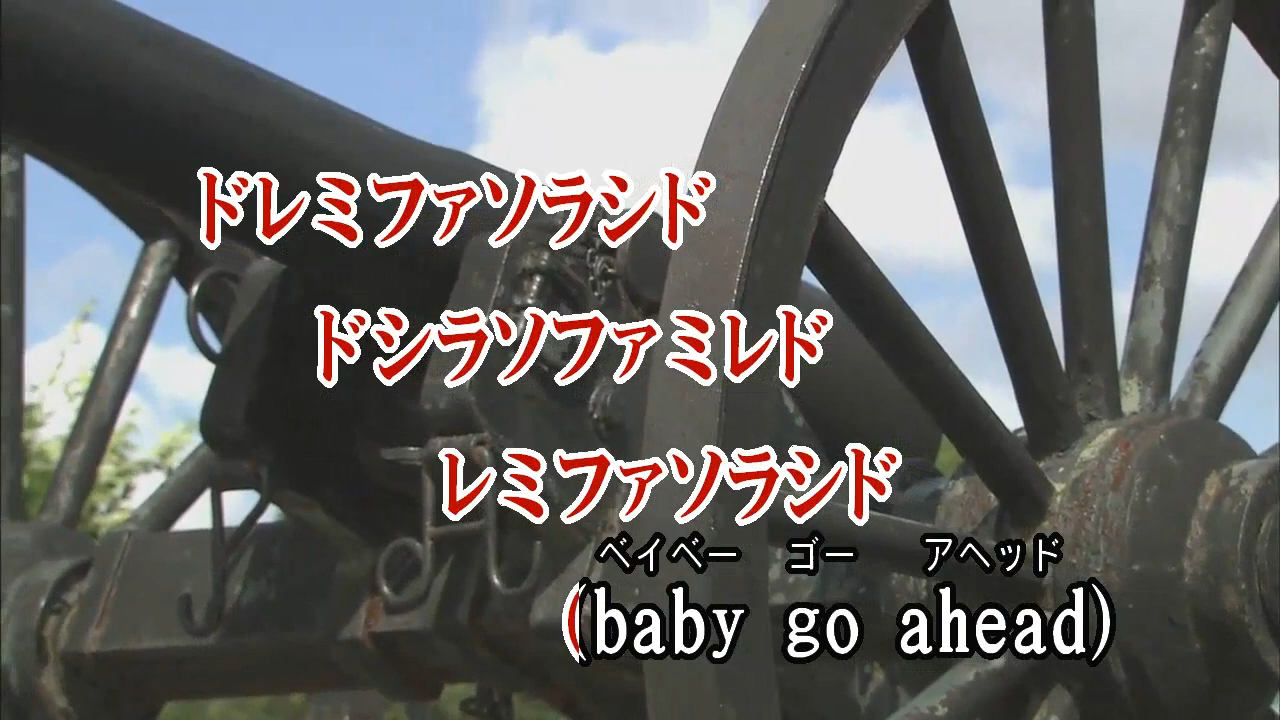 ドレミファソラシド
ドシラソファミレド
レミファソラシド
ベイベー ゴー アヘッド
(baby go ahead)